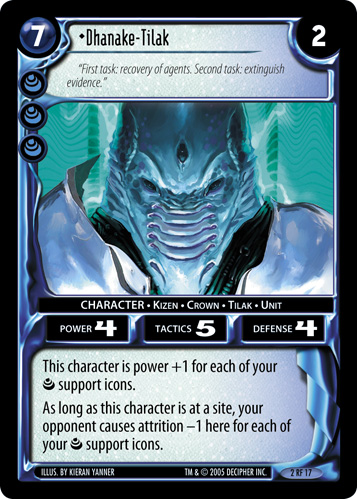 7
•Dhanake-Tilak
2
"First task: recovery of agents. Second task: extinguish
evidence."
CHARACTER • KIZEN • CROWN • TILAK • UNIT
POWER 4 TACTICS 5 DEFENSE 4
This character is power +1 for each of your
support icons.
As long as this character is at a site, your
opponent causes attrition –1 here for each of
your support icons.
ILLUS. BY KIERAN YANNER
TM & © 2005 DECIPHER INC.
2 RF 17